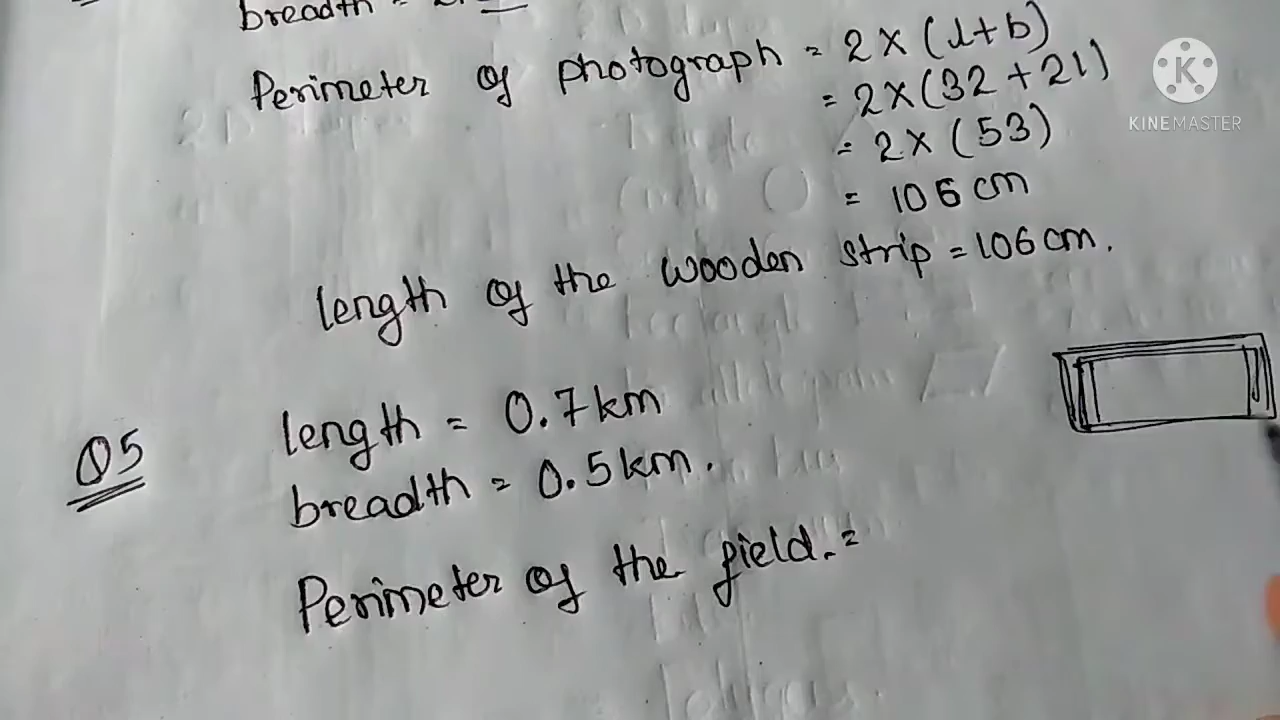 breadth =
Perimeter of photograph = 2 × (l+b)
= 2×(32 + 21)
= 2× (53)
= 106 cm
length of the wooden strip = 106 cm.
Q5 length = 0.7 km
breadth = 0.5 km.
Perimeter of the field. =
K
KINEMASTER